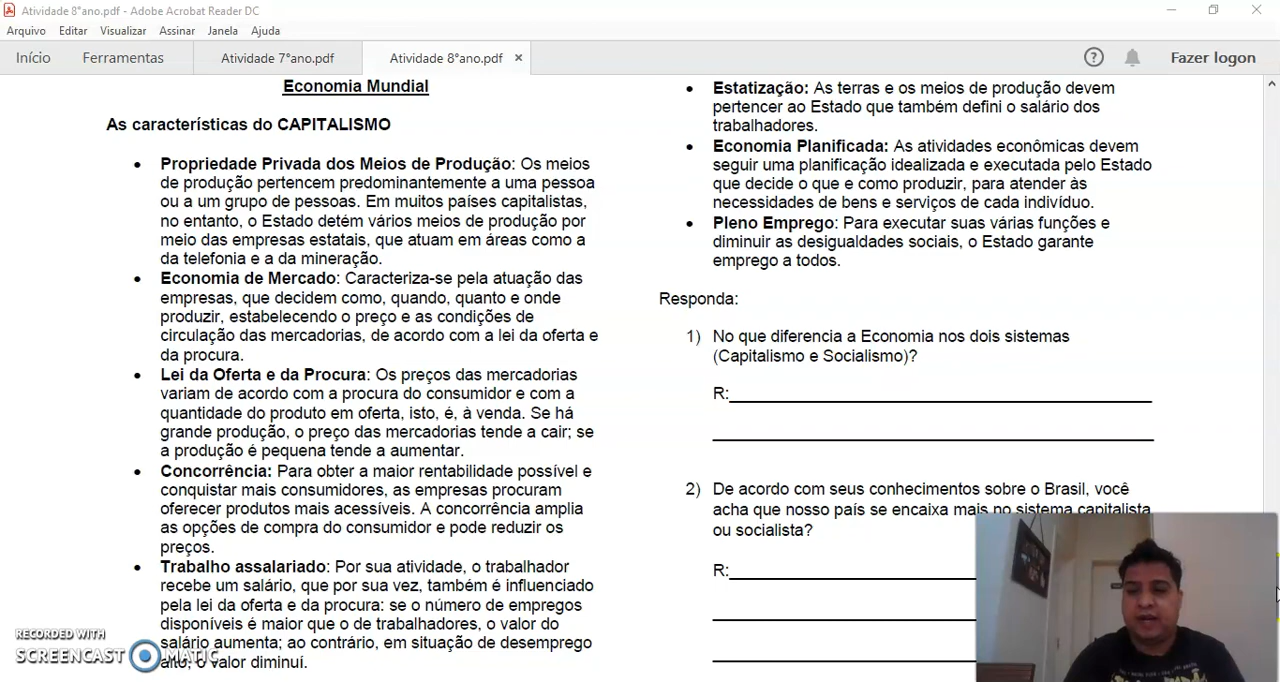 Atividade 8°ano.pdf - Adobe Acrobat Reader DC
Arquivo Editar Visualizar Assinar Janela Ajuda
Início Ferramentas Atividade 7°ano.pdf Atividade 8°ano.pdf × Fazer logon
Economia Mundial
As características do CAPITALISMO
• Propriedade Privada dos Meios de Produção: Os meios
de produção pertencem predominantemente a uma pessoa
ou a um grupo de pessoas. Em muitos países capitalistas,
no entanto, o Estado detém vários meios de produção por
meio das empresas estatais, que atuam em áreas como a
da telefonia e a da mineração.
• Economia de Mercado: Caracteriza-se pela atuação das
empresas, que decidem como, quando, quanto e onde
produzir, estabelecendo o preço e as condições de
circulação das mercadorias, de acordo com a lei da oferta e
da procura.
• Lei da Oferta e da Procura: Os preços das mercadorias
variam de acordo com a procura do consumidor e com a
quantidade do produto em oferta, isto, é, à venda. Se há
grande produção, o preço das mercadorias tende a cair; se
a produção é pequena tende a aumentar.
• Concorrência: Para obter a maior rentabilidade possível e
conquistar mais consumidores, as empresas procuram
oferecer produtos mais acessíveis. A concorrência amplia
as opções de compra do consumidor e pode reduzir os
preços.
• Trabalho assalariado: Por sua atividade, o trabalhador
recebe um salário, que por sua vez, também é influenciado
pela lei da oferta e da procura: se o número de empregos
disponíveis é maior que o de trabalhadores, o valor do
salário aumenta; ao contrário, em situação de desemprego
alto, o valor diminuí.
• Estatização: As terras e os meios de produção devem
pertencer ao Estado que também defini o salário dos
trabalhadores.
• Economia Planificada: As atividades econômicas devem
seguir uma planificação idealizada e executada pelo Estado
que decide o que e como produzir, para atender às
necessidades de bens e serviços de cada indivíduo.
• Pleno Emprego: Para executar suas várias funções e
diminuir as desigualdades sociais, o Estado garante
emprego a todos.
Responda:
1) No que diferencia a Economia nos dois sistemas
(Capitalismo e Socialismo)?
R:
2) De acordo com seus conhecimentos sobre o Brasil, você
acha que nosso país se encaixa mais no sistema capitalista
ou socialista?
R:
RECORDED WITH
SCREENCAST MATIC